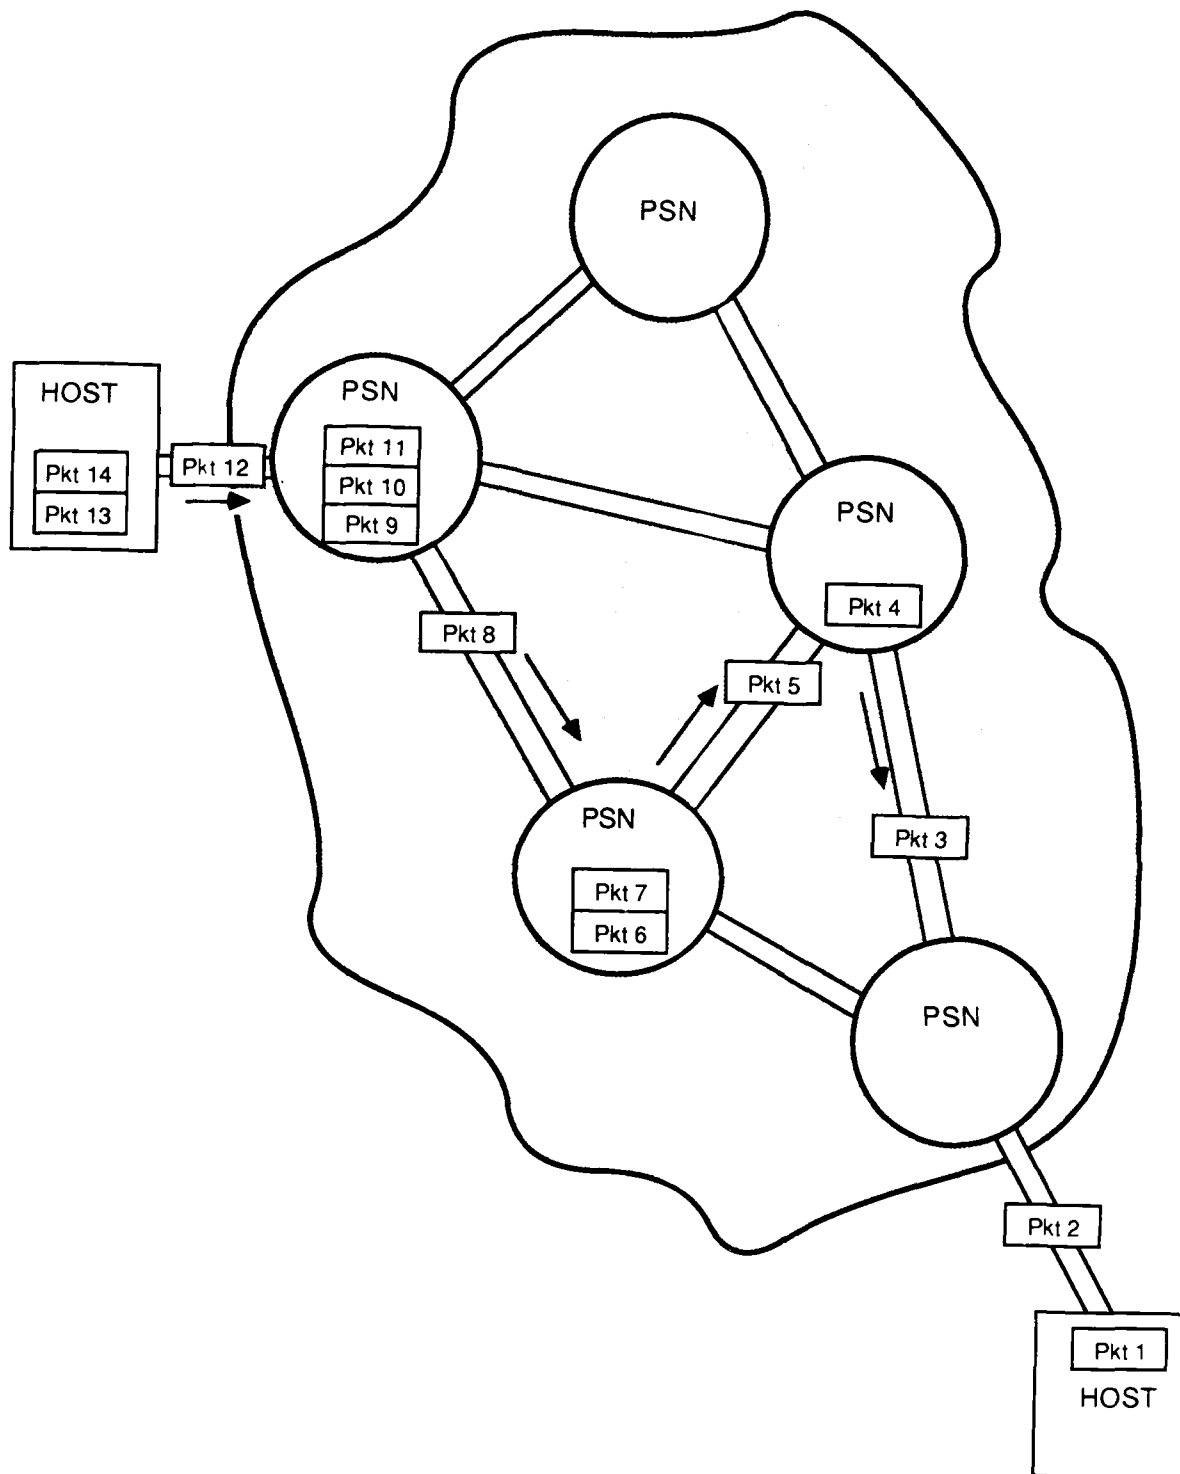 PSN
PSN
HOST
Pkt 11
Pkt 14
Pkt 12
Pkt 10
Pkt 13
Pkt 9
PSN
Pkt 4
Pkt 8
Pkt 5
PSN
Pkt 3
Pkt 7
Pkt 6
PSN
Pkt 2
Pkt 1
HOST